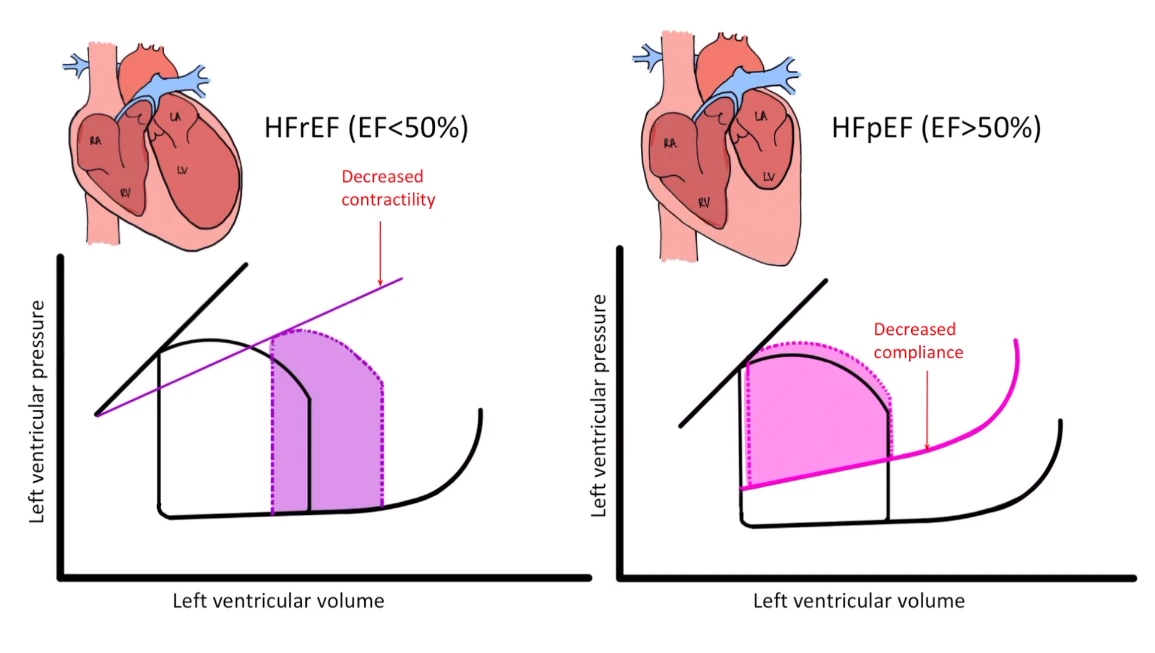 HFrEF (EF<50%)
RA
LA
LV
RV
Decreased
contractility
Left ventricular pressure
Left ventricular volume
HFpEF (EF>50%)
RA
LA
LV
RV
Decreased
compliance
Left ventricular pressure
Left ventricular volume